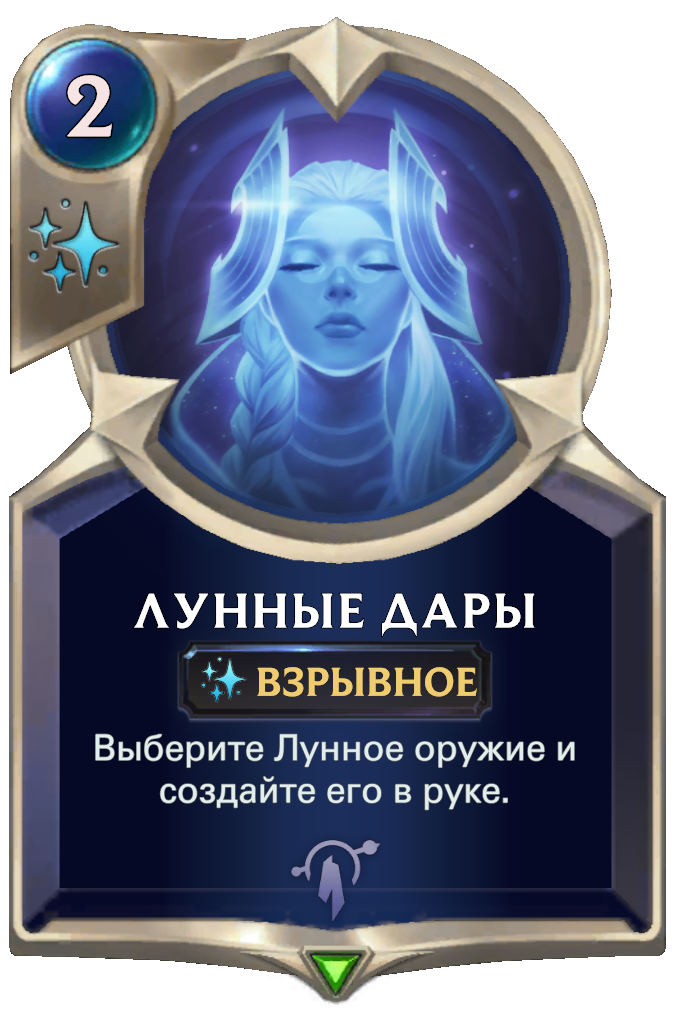 2
ЛУННЫЕ ДАРЫ
ВЗРЫВНОЕ
Выберите Лунное оружие и
создайте его в руке.